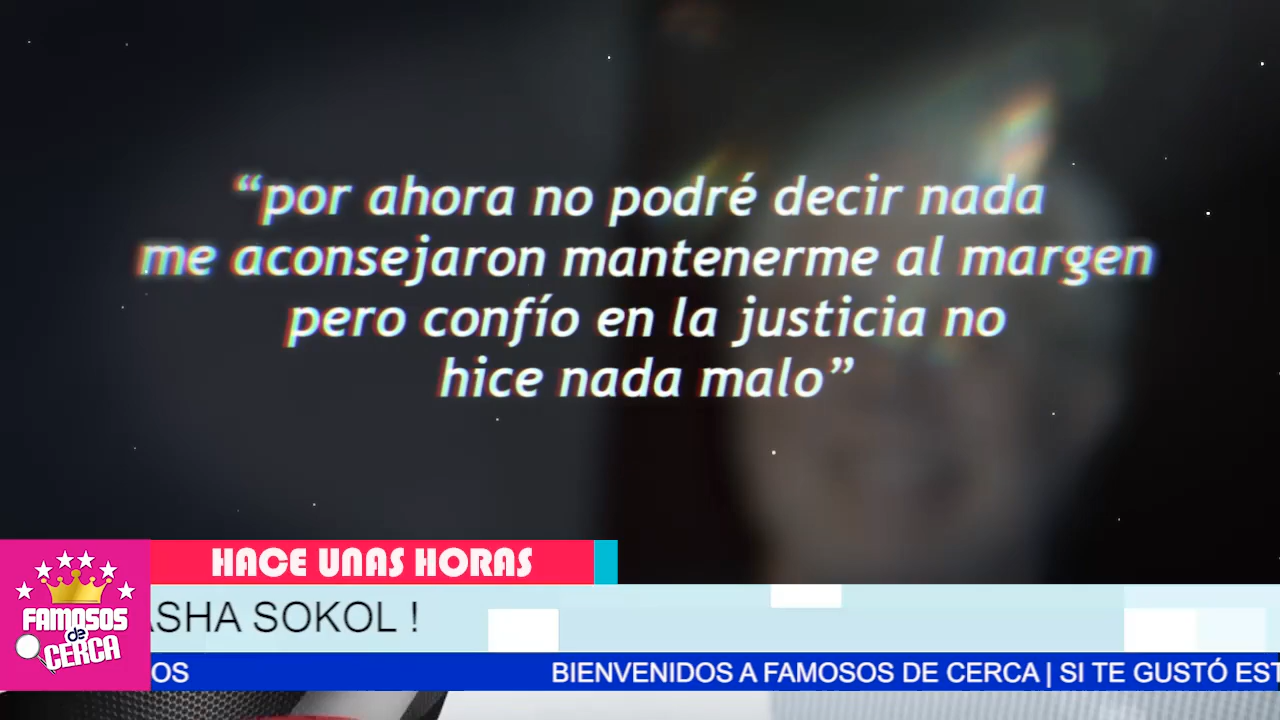 “por ahora no podré decir nada
me aconsejaron mantenerme al margen
pero confío en la justicia no
hice nada malo”
HACE UNAS HORAS
ASHA SOKOL !
FAMOSOS
de
CERCA
OS
BIENVENIDOS A FAMOSOS DE CERCA | SI TE GUSTÓ EST